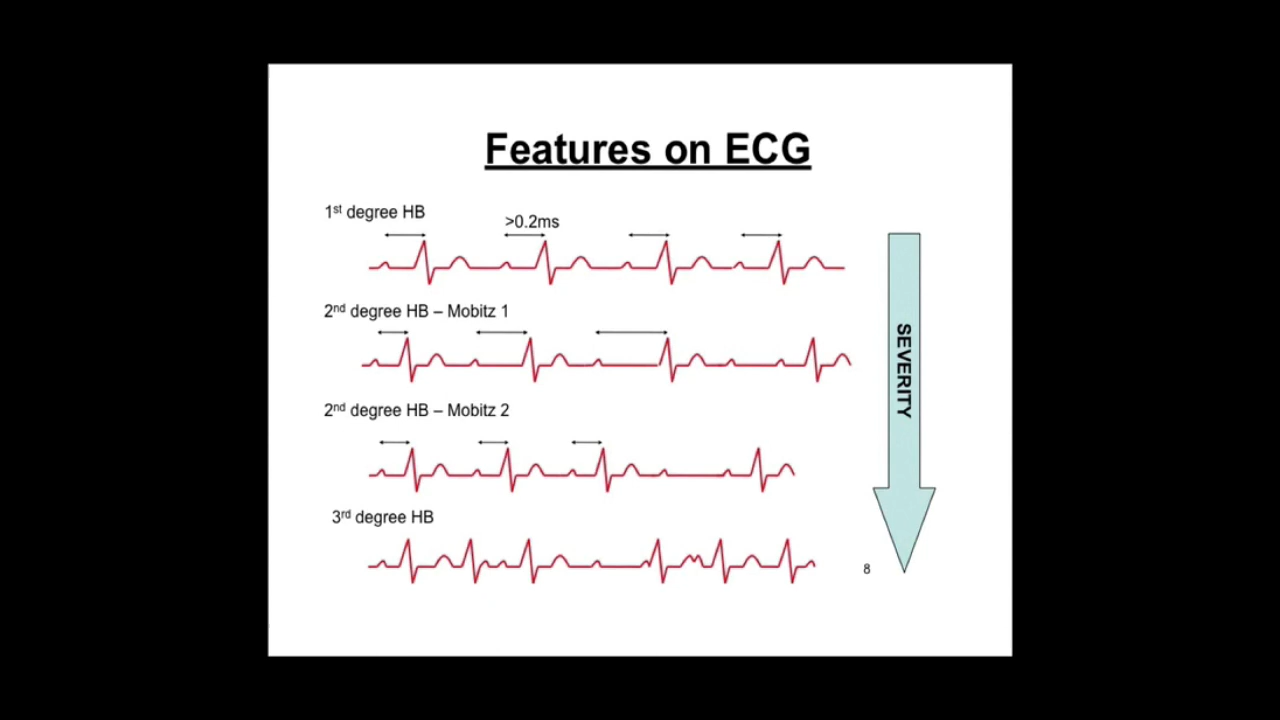 Features on ECG
1st degree HB
>0.2ms
2nd degree HB – Mobitz 1
2nd degree HB – Mobitz 2
3rd degree HB
SEVERITY
8